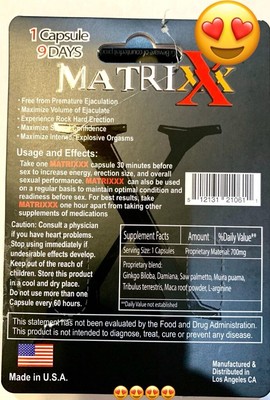 1 Capsule
9 DAYS
MATRIXXX
• Free from Premature Ejaculation
• Maximize Volume of Ejaculate
• Experience Rock Hard Erection
• Maximize Sexual Confidence
• Maximize Intense, Explosive Orgasms
Usage and Effects:
Take one MATRIXXX capsule 30 minutes before
sex to increase energy, erection size, and overall
sexual performance. MATRIXXX can also be used
on a regular basis to maintain optimal condition and
readiness before sex. For best results, take
MATRIXXX one hour apart from taking other
supplements of medications
8 12131 21061 1
Caution: Consult a physician
if you have heart problems.
Stop using immediately if
undesirable effects develop.
Keep out of the reach of
Children. Store this product
in a cool and dry place.
Do not use more than one
Capsule every 60 hours.
Supplement Facts Amount %Daily Value**
Serving Size: 1 Capsules Proprietary Material: 700mg
Proprietary blend:
Ginkgo Biloba, Damiana, Saw palmetto, Muira puama,
Tribulus terrestris, Maca root powder, L-arginine
**Daily Value not established
This statement has not been evaluated by the Food and Drug Administration.
This product is not intended to diagnose, treat, cure or prevent any disease.
Made in U.S.A.
Manufactured &
Distributed in
Los Angeles, CA